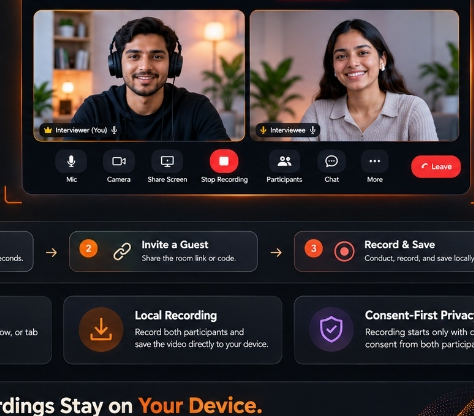 Interviewer (You)
Interviewee
Mic
Camera
Share Screen
Stop Recording
Participants
Chat
More
Leave
econds.
2
Invite a Guest
Share the room link or code.
3
Record & Save
Conduct, record, and save locally
ow, or tab
Local Recording
Record both participants and
save the video directly to your device.
Consent-First Privac
Recording starts only with c
consent from both participa
rdings Stay on Your Device.